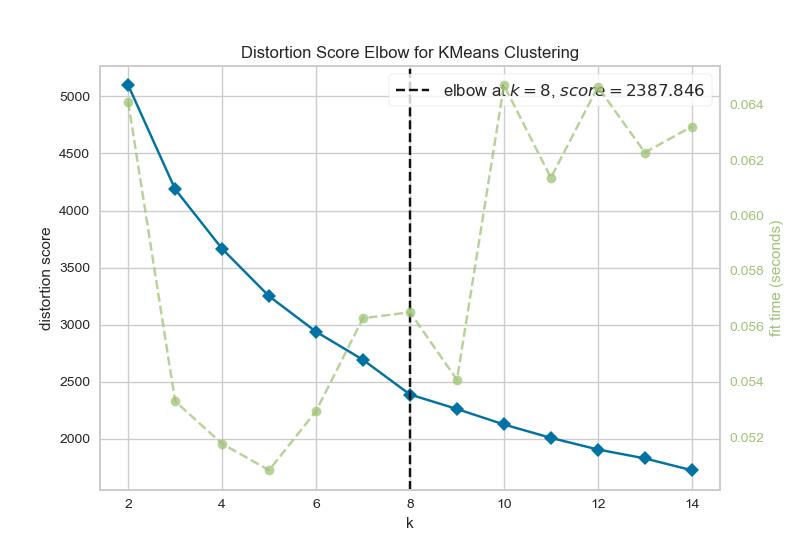 Distortion Score Elbow for KMeans Clustering
elbow at k = 8, score = 2387.846
distortion score
5000
4500
4000
3500
3000
2500
2000
2 4 6 8 10 12 14
k
0.064
0.062
0.060
0.058
0.056
0.054
0.052
fit time (seconds)